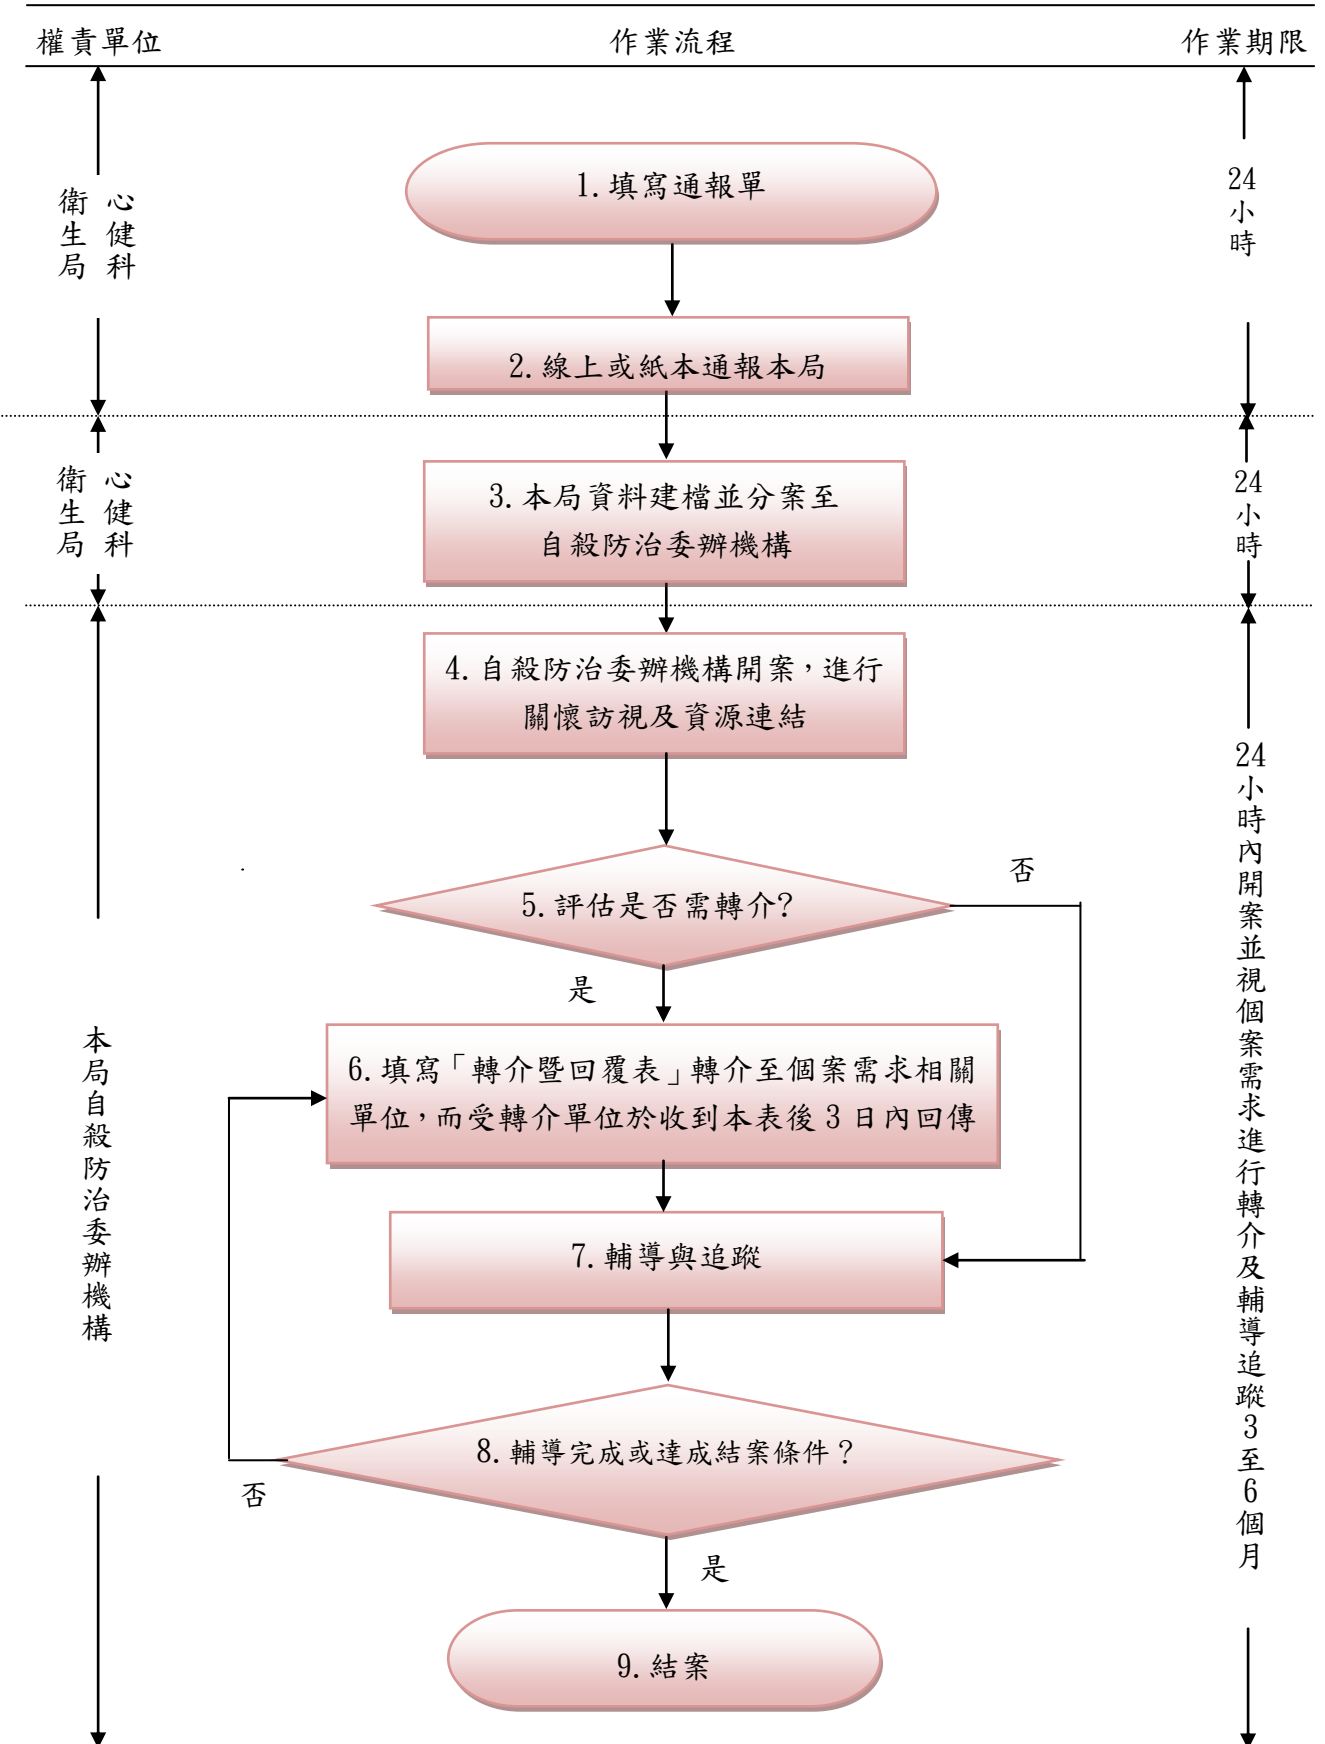 權責單位
作業流程
作業期限
衛生局
心健科
1.填寫通報單
24小時
2.線上或紙本通報本局
衛生局
心健科
3.本局資料建檔並分案至
自殺防治委辦機構
24小時
4.自殺防治委辦機構開案，進行
關懷訪視及資源連結
5.評估是否需轉介?
否
是
6.填寫「轉介暨回覆表」轉介至個案需求相關
單位，而受轉介單位於收到本表後3日內回傳
7.輔導與追蹤
8.輔導完成或達成結案條件？
否
是
9.結案
本局自殺防治委辦機構
24小時內開案並視個案需求進行轉介及輔導追蹤3至6個月